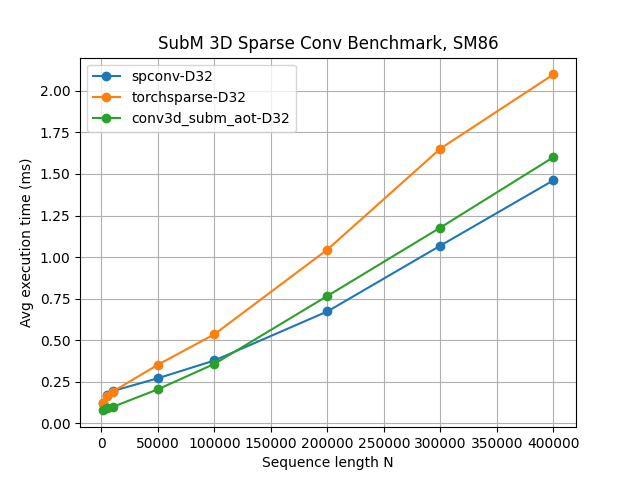 SubM 3D Sparse Conv Benchmark, SM86
spconv-D32
torchsparse-D32
conv3d_subm_aot-D32
Avg execution time (ms)
2.00
1.75
1.50
1.25
1.00
0.75
0.50
0.25
0.00
0 50000 100000 150000 200000 250000 300000 350000 400000
Sequence length N